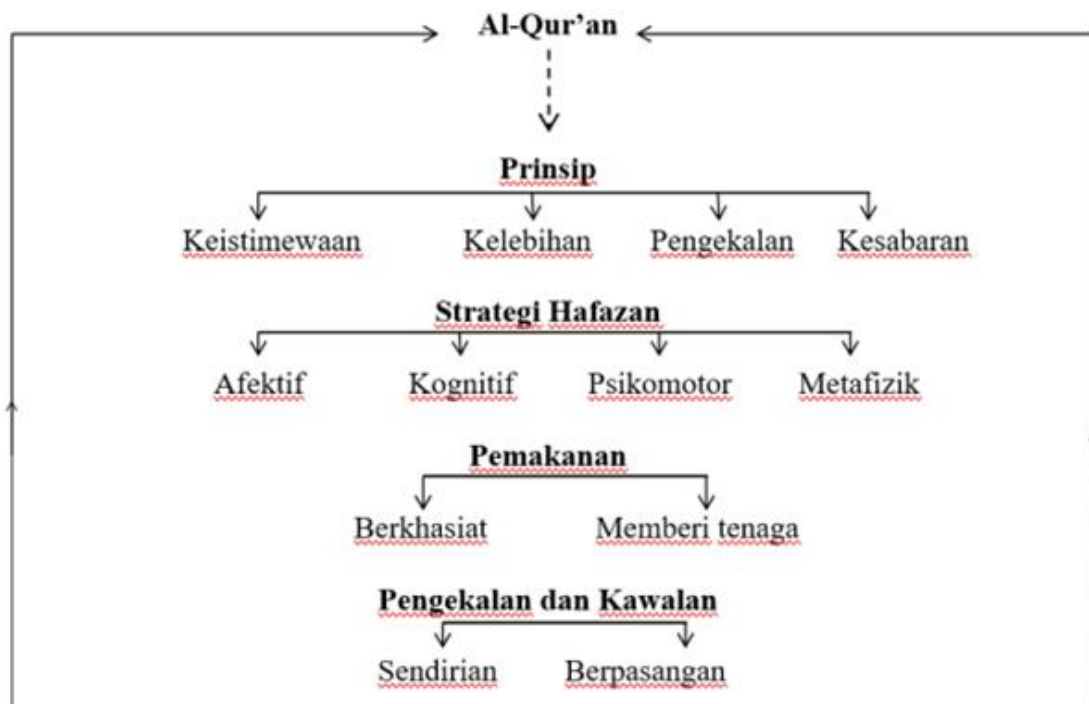 Al-Qur’an
Prinsip
Keistimewaan Kelebihan Pengekalan Kesabaran
Strategi Hafazan
Afektif Kognitif Psikomotor Metafizik
Pemakanan
Berkhasiat Memberi tenaga
Pengekalan dan Kawalan
Sendirian Berpasangan